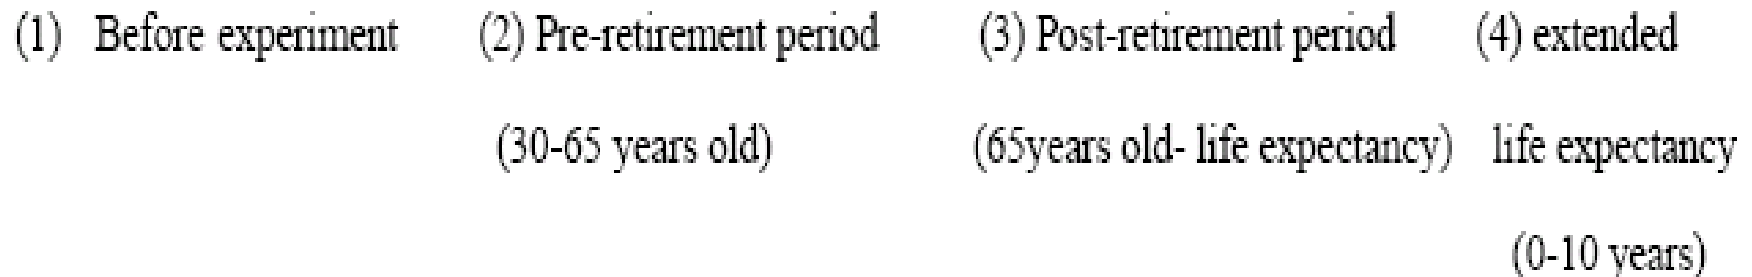 (1) Before experiment (2) Pre-retirement period (3) Post-retirement period (4) extended
(30-65 years old) (65years old- life expectancy) life expectancy
(0-10 years)